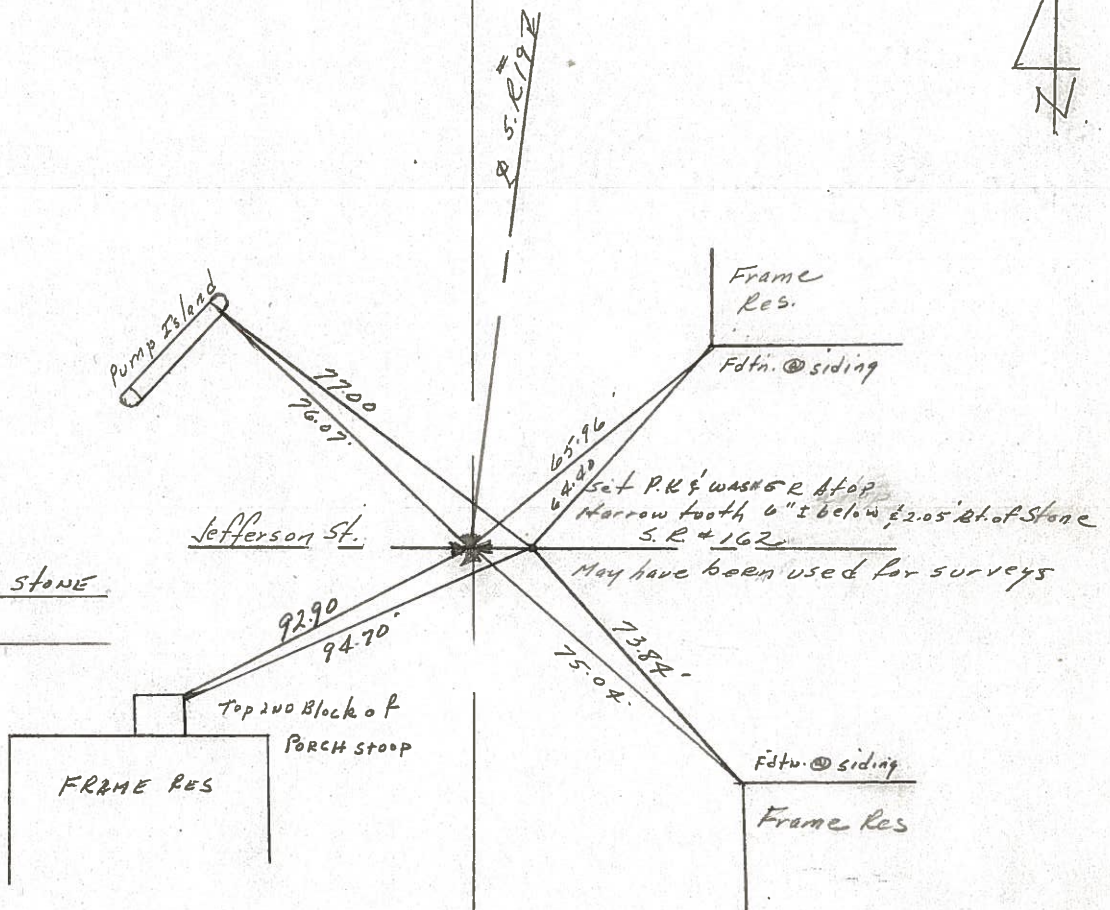 N
℄ S.R.# 192
Frame
Res.
Fdtn. @ siding
Pump Island
77.00
76.07'
65.96'
64.40
Set P.K & WASHER Atop
Harrow tooth 6"± below & 2.05' Rt. of Stone
Jefferson St.
S.R # 162
May have been used for surveys
STONE
92.90
94.70'
73.84'
75.04'
Top 2ND Block of
PORCH STOOP
FRAME RES
Fdtn. @ siding
Frame Res